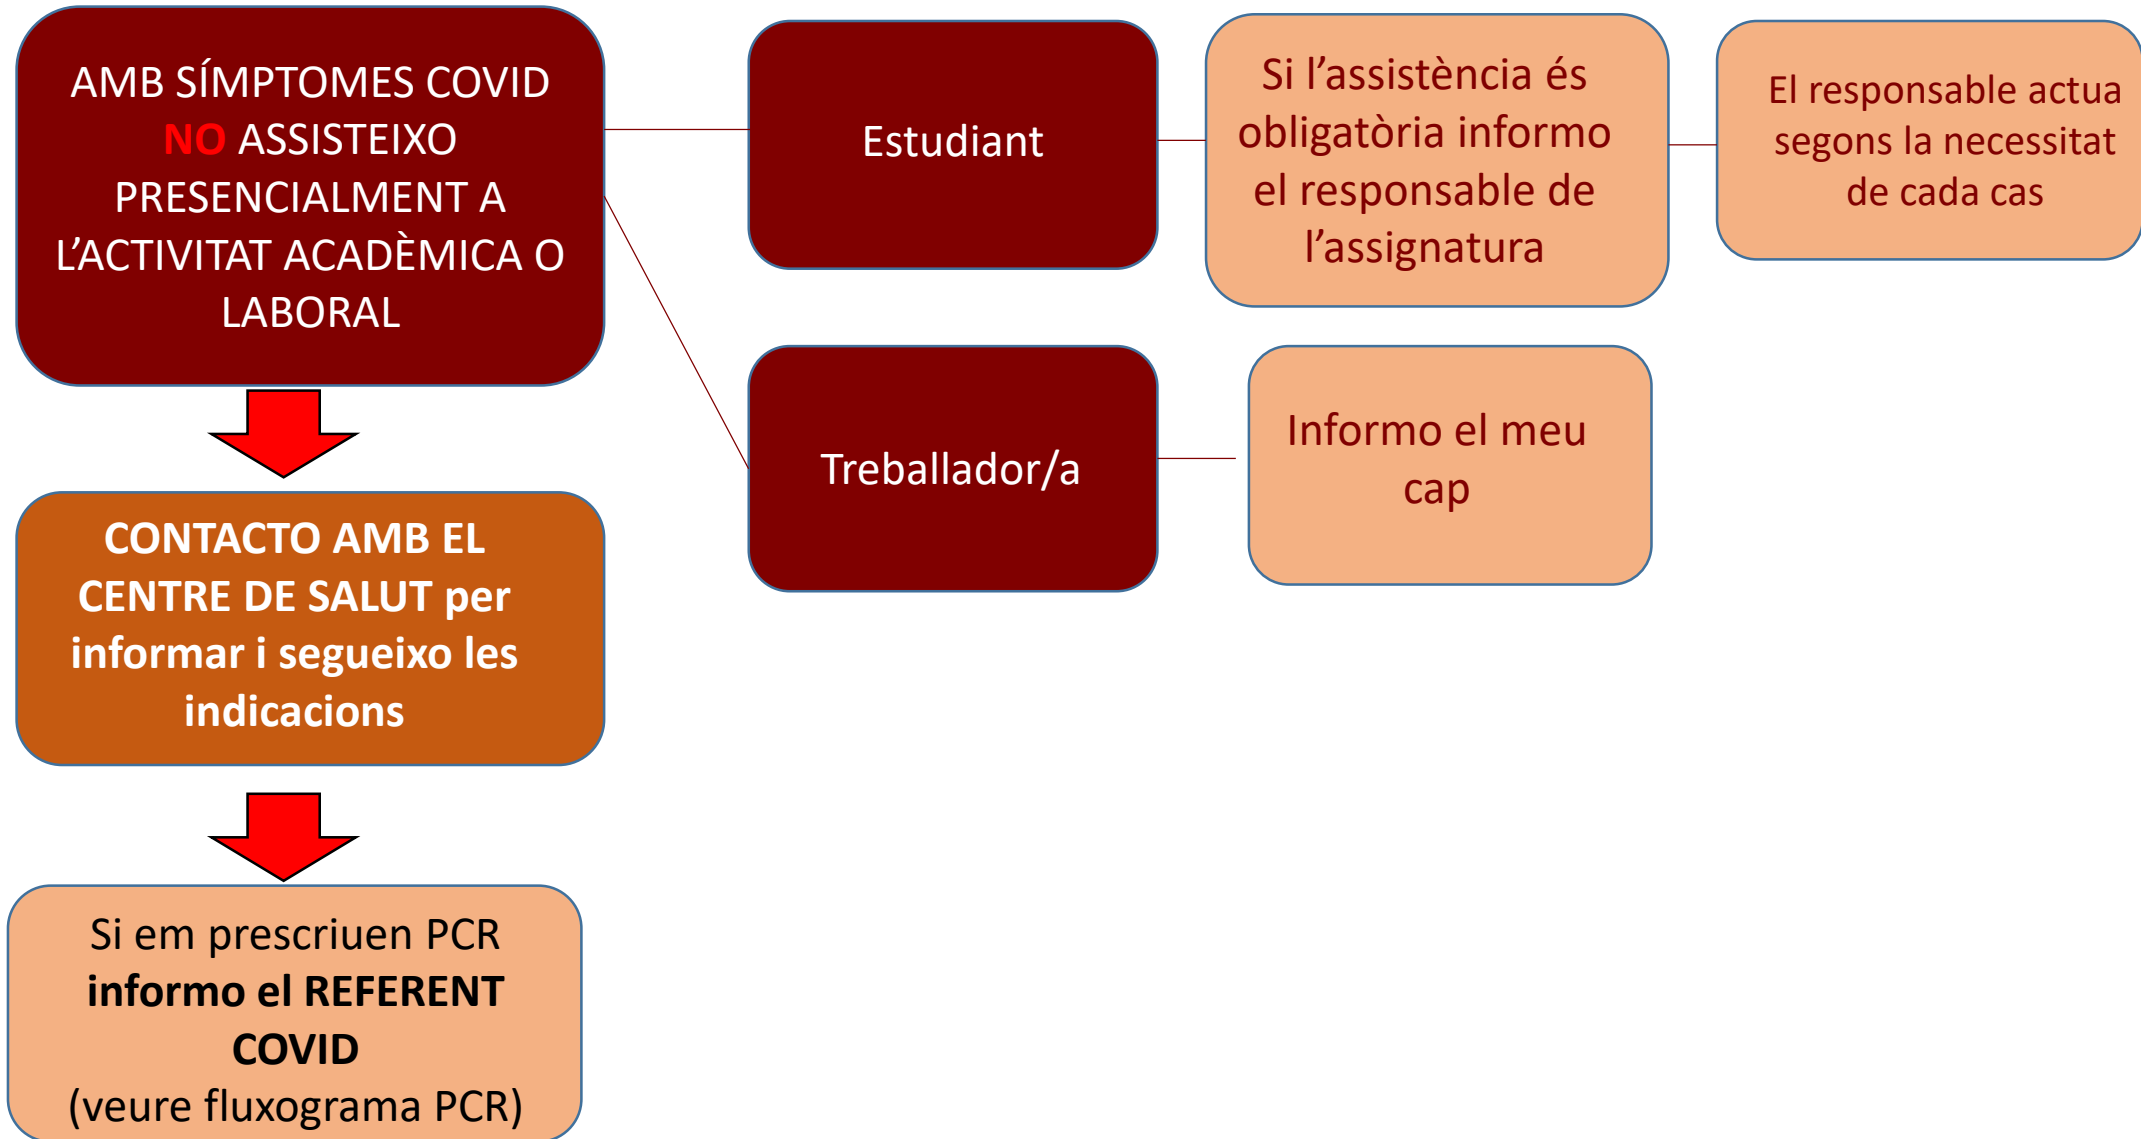 AMB SÍMPTOMES COVID
NO ASSISTEIXO
PRESENCIALMENT A
L’ACTIVITAT ACADÈMICA O
LABORAL
Estudiant
Si l’assistència és
obligatòria informo
el responsable de
l’assignatura
El responsable actua
segons la necessitat
de cada cas
Treballador/a
Informo el meu
cap
CONTACTO AMB EL
CENTRE DE SALUT per
informar i segueixo les
indicacions
Si em prescriuen PCR
informo el REFERENT
COVID
(veure fluxograma PCR)